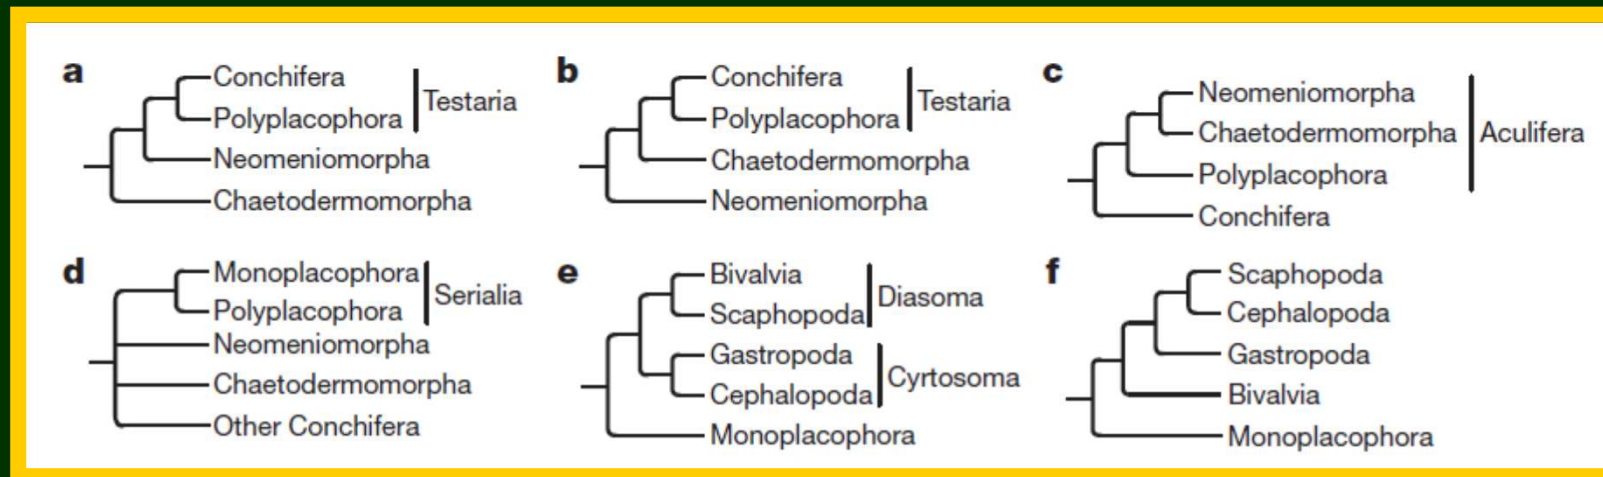 a
Conchifera
Polyplacophora
Testaria
Neomeniomorpha
Chaetodermomorpha
b
Conchifera
Polyplacophora
Testaria
Chaetodermomorpha
Neomeniomorpha
c
Neomeniomorpha
Chaetodermomorpha
Aculifera
Polyplacophora
Conchifera
d
Monoplacophora
Serialia
Polyplacophora
Neomeniomorpha
Chaetodermomorpha
Other Conchifera
e
Bivalvia
Diasoma
Scaphopoda
Gastropoda
Cyrtosoma
Cephalopoda
Monoplacophora
f
Scaphopoda
Cephalopoda
Gastropoda
Bivalvia
Monoplacophora